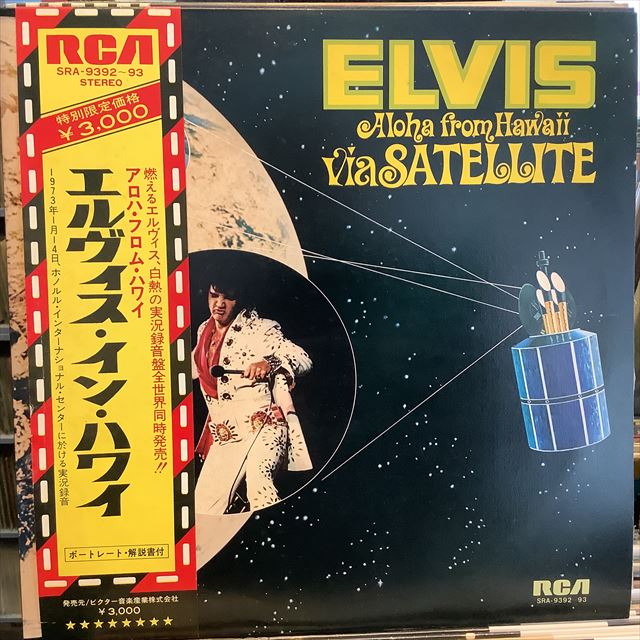 RCA
SRA-9392~93
STEREO
特別限定価格
¥3,000
燃えるエルヴィス、白熱の実況録音盤全世界同時発売!!
アロハ・フロム・ハワイ
エルヴィス・イン・ハワイ
1973年1月14日、ホノルル・インターナショナル・センターに於ける実況録音
ポートレート・解説書付
発売元/ビクター音楽産業株式会社
¥3,000
★★★★★★★★
ELVIS
Aloha from Hawaii
via SATELLITE
RCA
SRA-9392 93